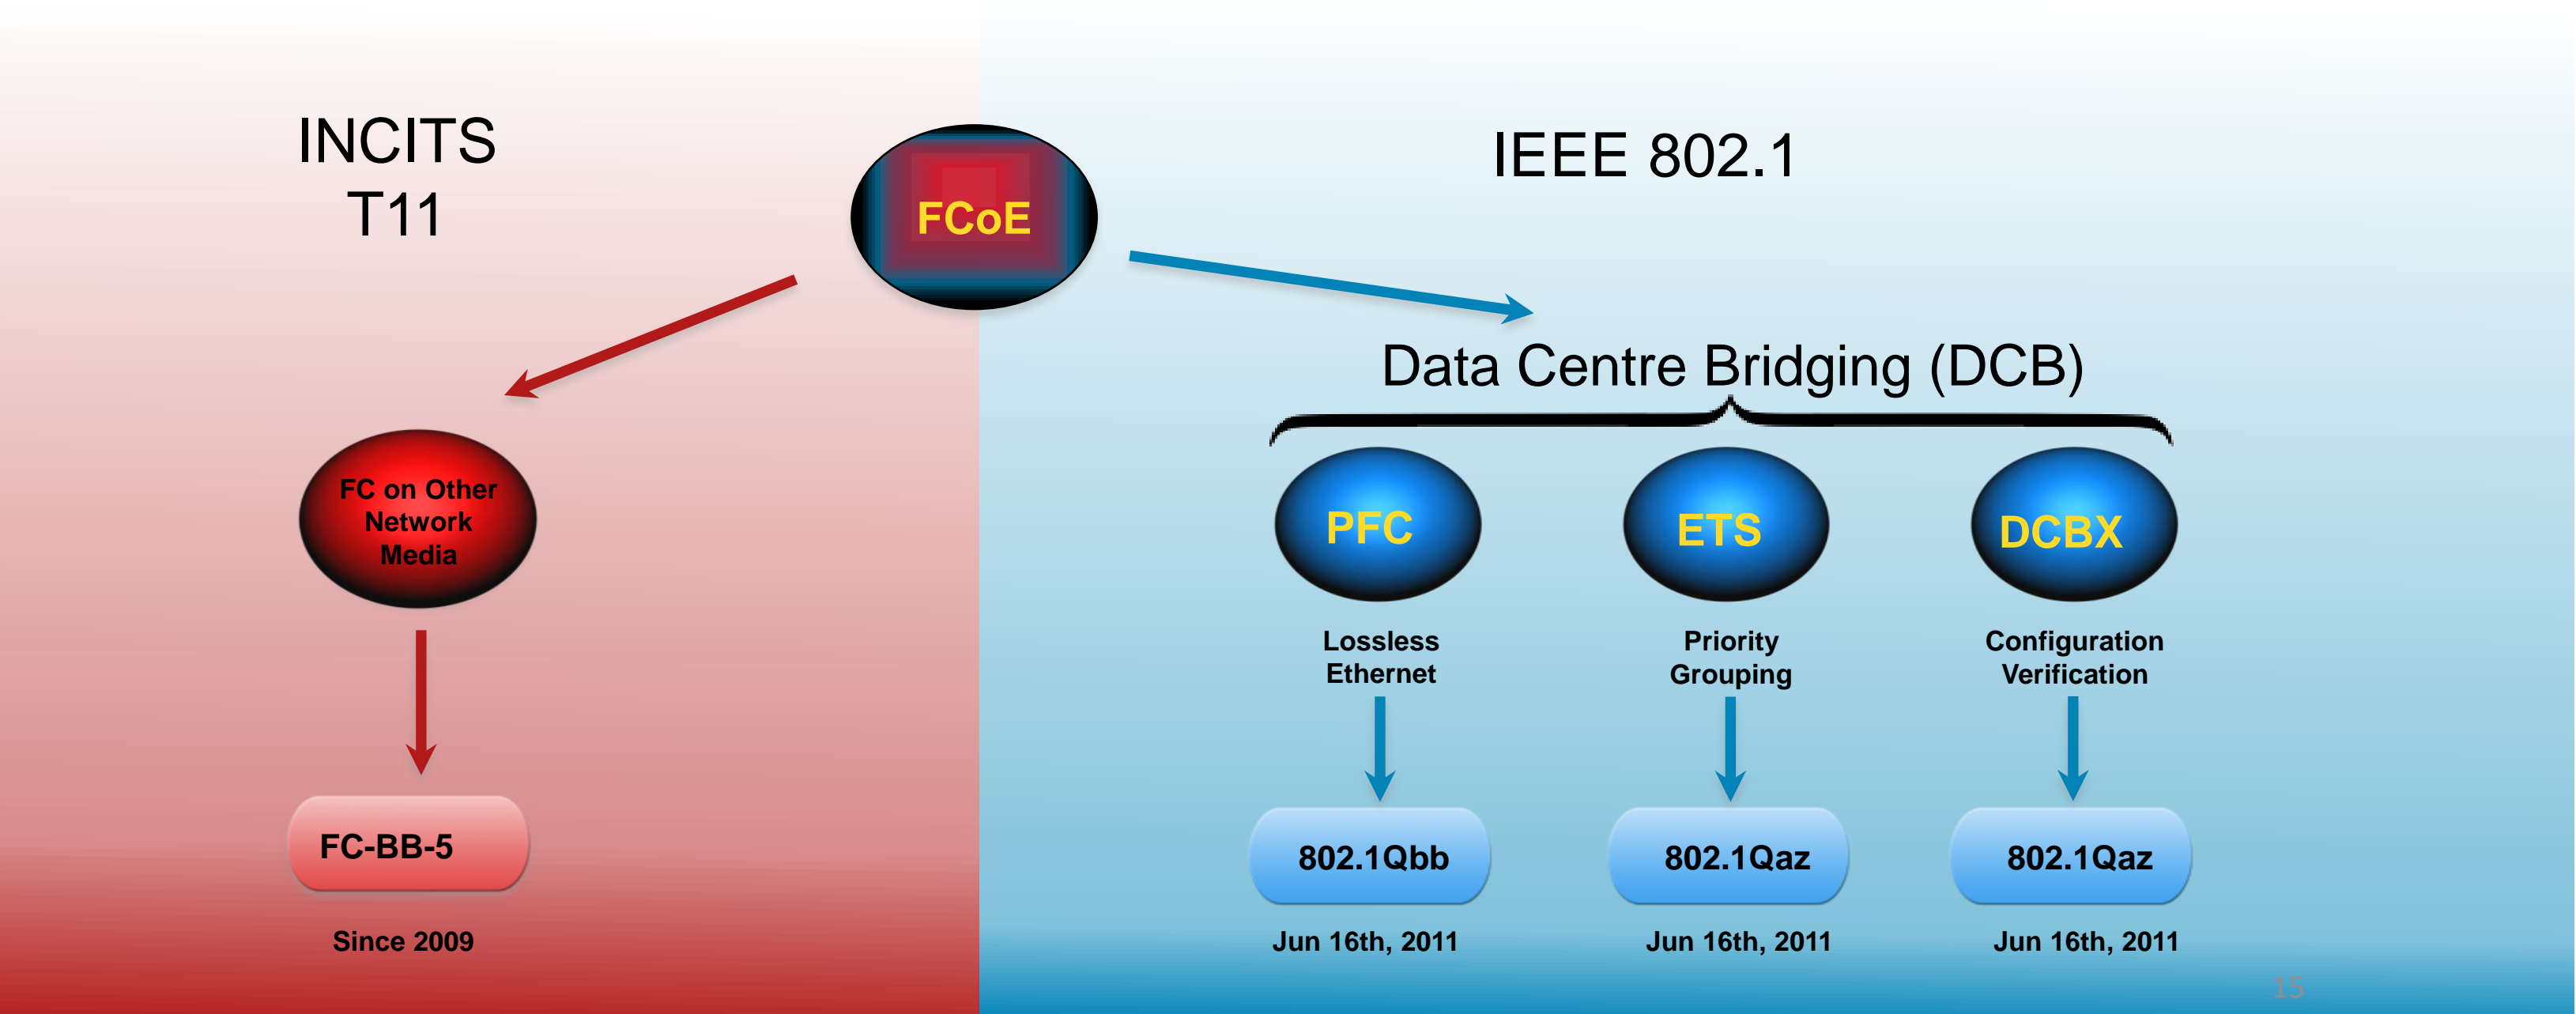 INCITS
T11
FCoE
IEEE 802.1
Data Centre Bridging (DCB)
FC on Other
Network
Media
PFC
ETS
DCBX
Lossless
Ethernet
Priority
Grouping
Configuration
Verification
FC-BB-5
802.1Qbb
802.1Qaz
802.1Qaz
Since 2009
Jun 16th, 2011
Jun 16th, 2011
Jun 16th, 2011
15